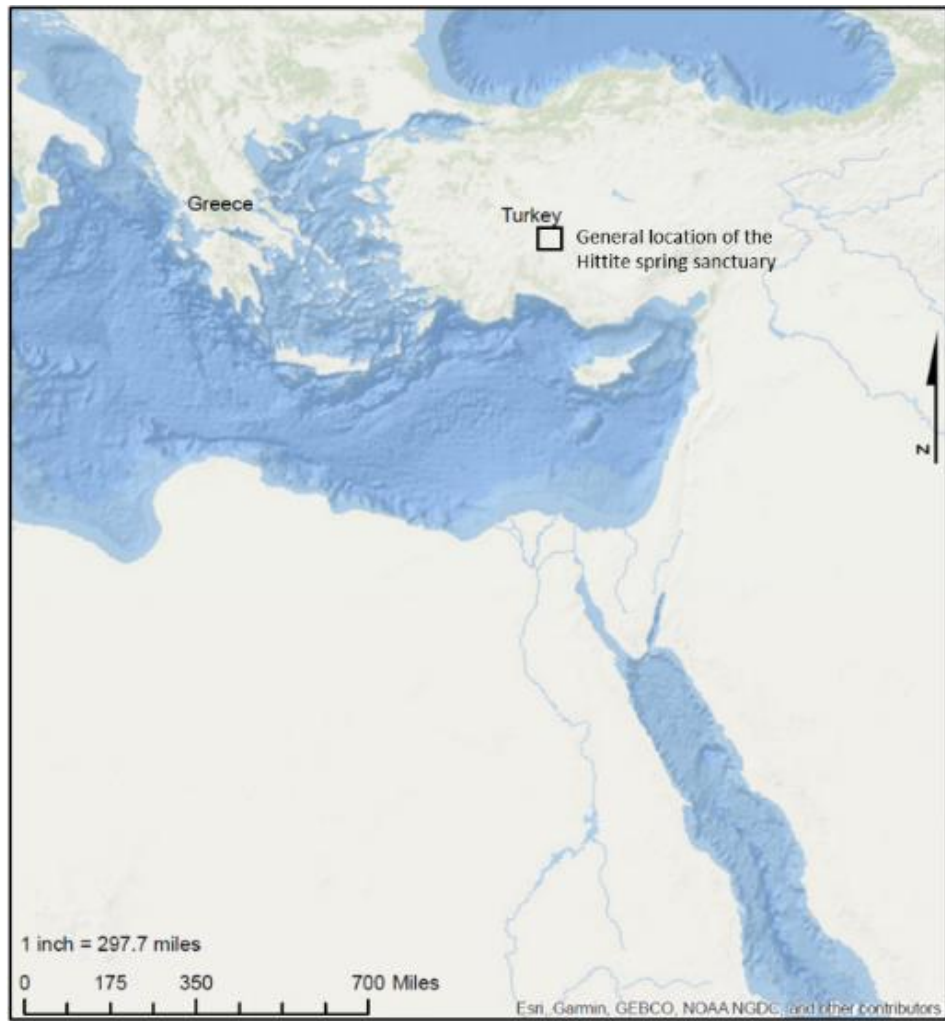 Greece
Turkey
General location of the
Hittite spring sanctuary
N
1 inch = 297.7 miles
0 175 350 700 Miles
Esri, Garmin, GEBCO, NOAA NGDC, and other contributors